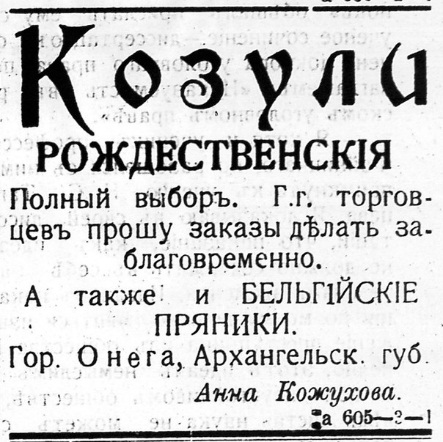 Козули
РОЖДЕСТВЕНСКІЯ
Полный выборъ. Г.г. торгов-
цевъ прошу заказы дѣлать за-
благовременно.
А также и БЕЛЬГІЙСКІЕ
ПРЯНИКИ.
Гор. Онега, Архангельск. губ.
Анна Кожухова.
а 605—3—1